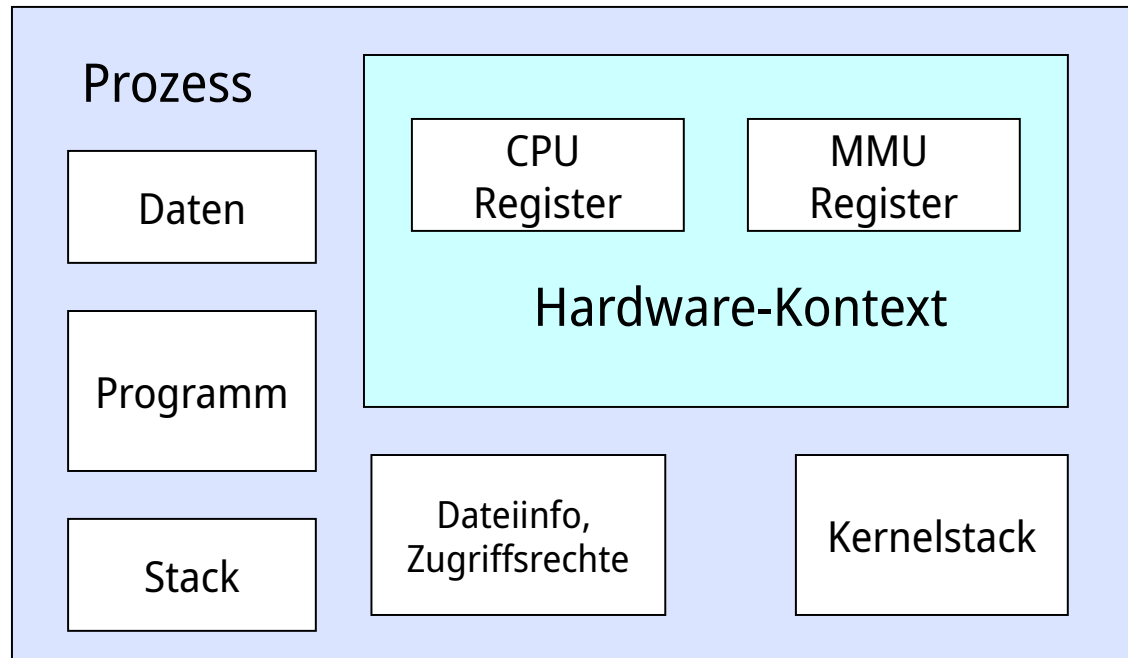 Prozess
Daten
Programm
Stack
CPU
Register
MMU
Register
Hardware-Kontext
Dateiinfo,
Zugriffsrechte
Kernelstack